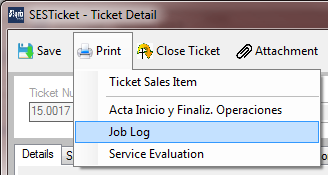 SESTicket - Ticket Detail
Save Print Close Ticket Attachment
Ticket Sales Item
Ticket Nu
Acta Inicio y Finaliz. Operaciones
15.0017
Job Log
Details S
Service Evaluation